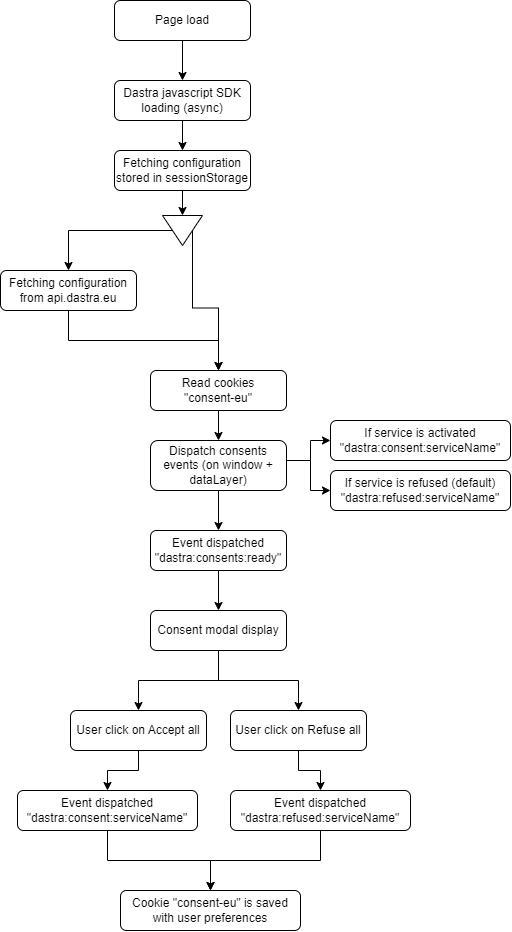 Page load
Dastra javascript SDK
loading (async)
Fetching configuration
stored in sessionStorage
Fetching configuration
from api.dastra.eu
Read cookies
"consent-eu"
Dispatch consents
events (on window +
dataLayer)
If service is activated
"dastra:consent:serviceName"
If service is refused (default)
"dastra:refused:serviceName"
Event dispatched
"dastra:consents:ready"
Consent modal display
User click on Accept all
User click on Refuse all
Event dispatched
"dastra:consent:serviceName"
Event dispatched
"dastra:refused:serviceName"
Cookie "consent-eu" is saved
with user preferences